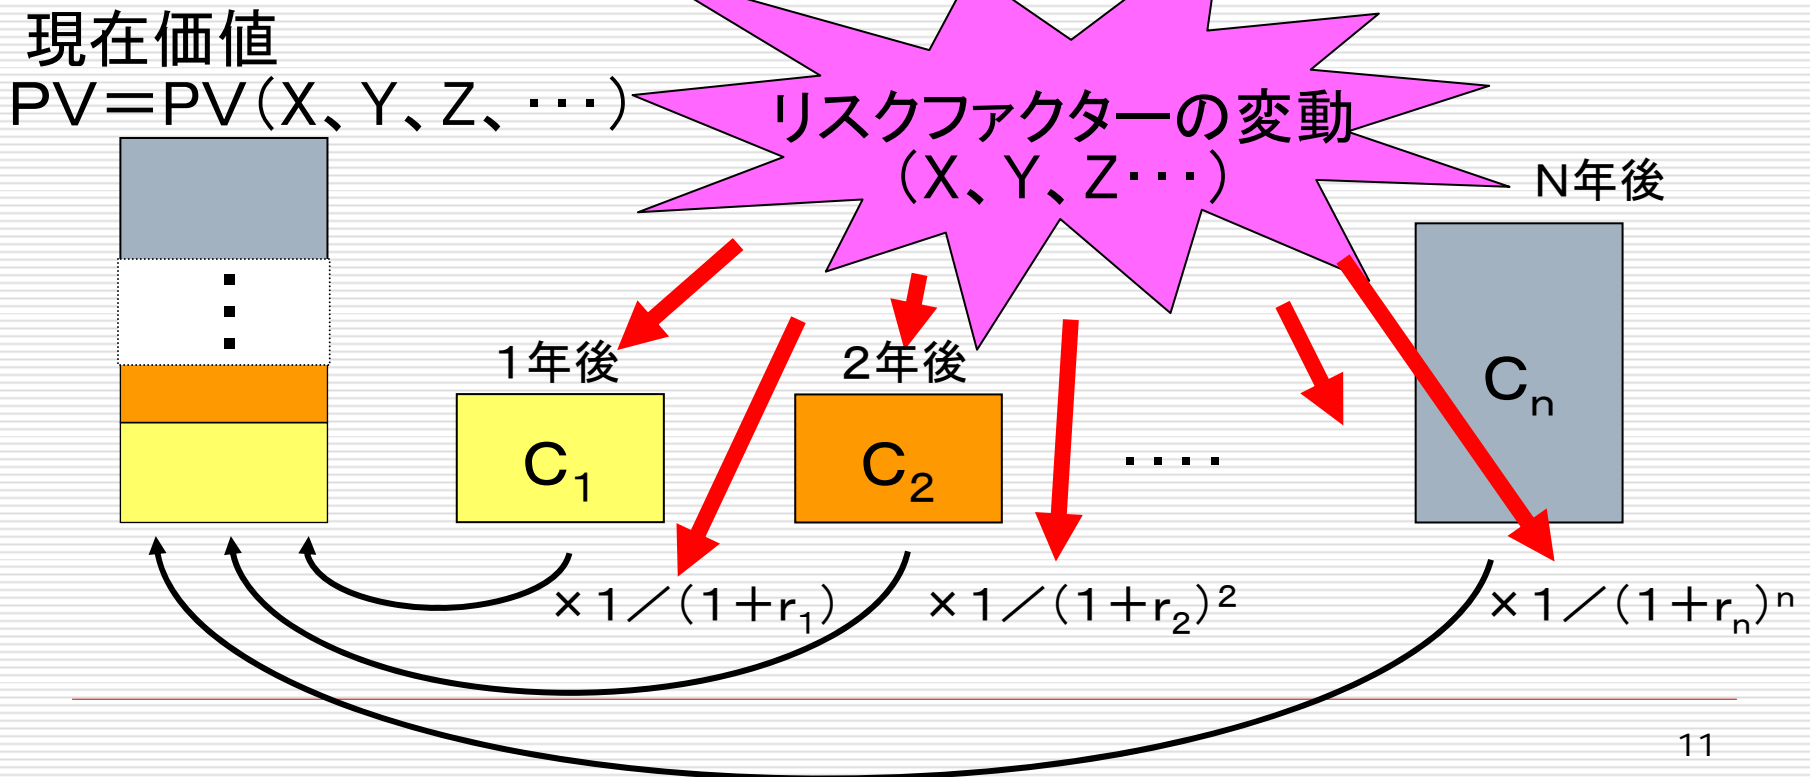 現在価値
PV＝PV(X、Y、Z、・・・)
リスクファクターの変動
(X、Y、Z・・・)
N年後
1年後
2年後
C₁
C₂
・・・・
Cₙ
×1／(1＋r₁)
×1／(1＋r₂)²
×1／(1＋rₙ)ⁿ
11